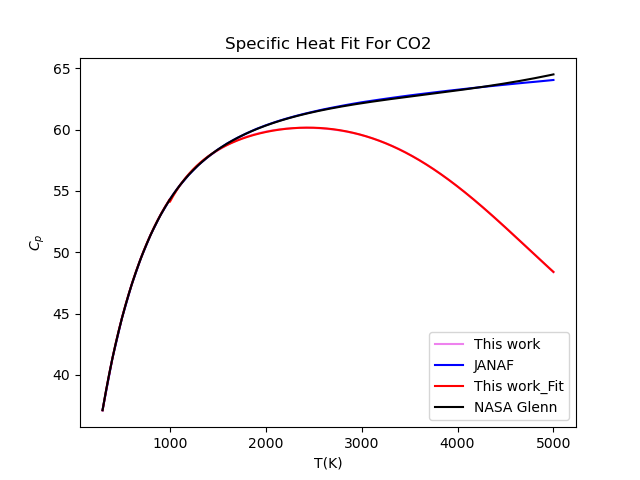 Specific Heat Fit For CO2
65
60
55
50
45
40
C_p
1000
2000
3000
4000
5000
T(K)
This work
JANAF
This work_Fit
NASA Glenn